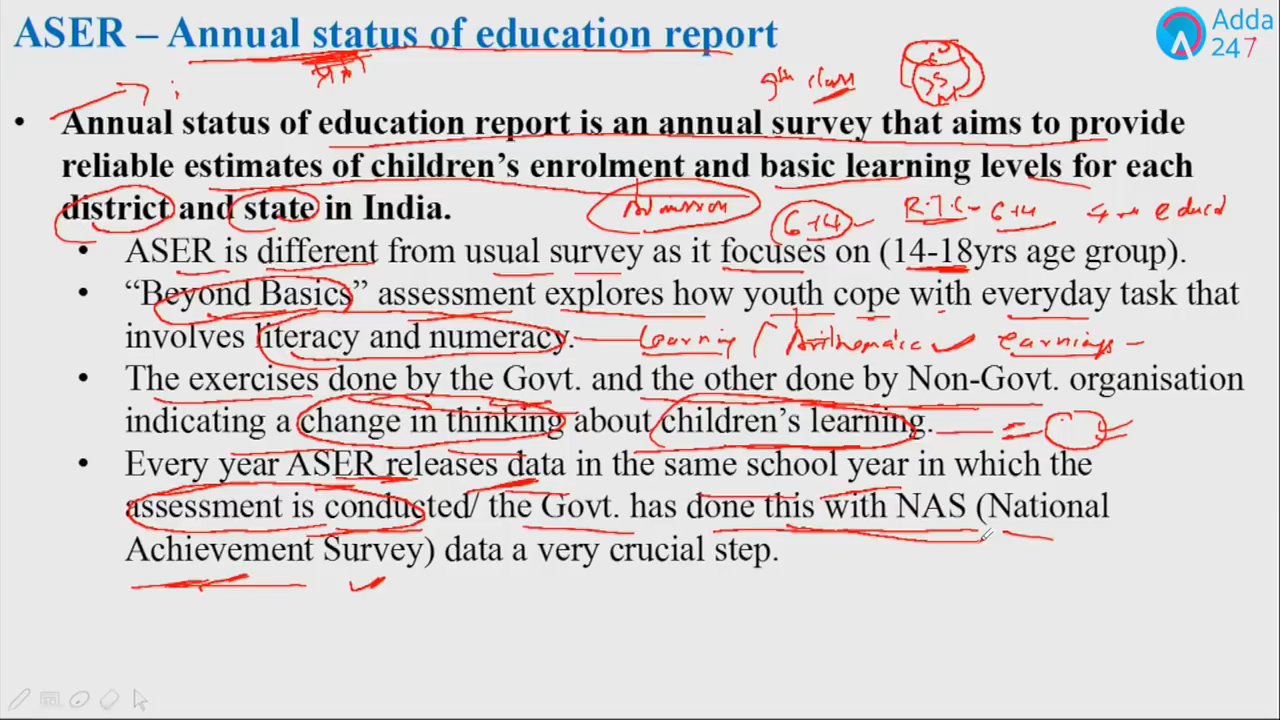 ASER – Annual status of education report
Adda
247
9th class
• Annual status of education report is an annual survey that aims to provide
reliable estimates of children's enrolment and basic learning levels for each
district and state in India.
Admission 6-14 R.T.E- 6-14
• ASER is different from usual survey as it focuses on (14-18yrs age group).
• "Beyond Basics" assessment explores how youth cope with everyday task that
involves literacy and numeracy.
Learning / Arithematic earnings -
• The exercises done by the Govt. and the other done by Non-Govt. organisation
indicating a change in thinking about children's learning.
• Every year ASER releases data in the same school year in which the
assessment is conducted/ the Govt. has done this with NAS (National
Achievement Survey) data a very crucial step.